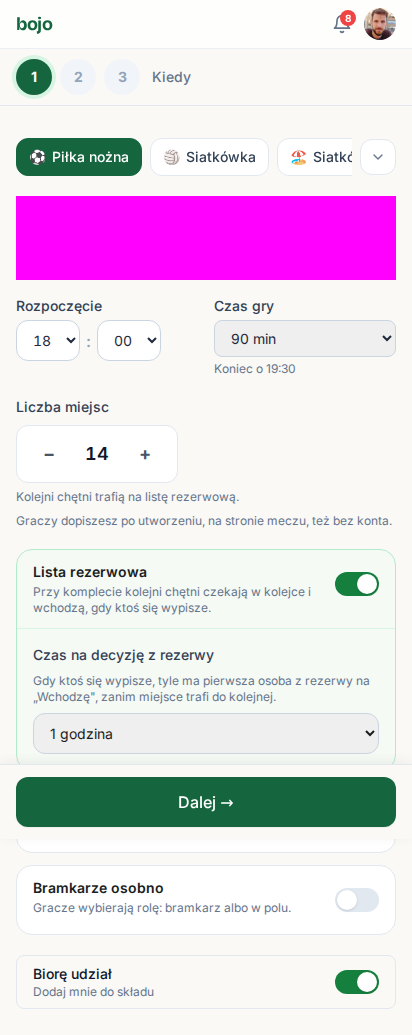 bojo
8
1 2 3 Kiedy
⚽ Piłka nożna 🏐 Siatkówka 🏖️ Siatkó
Rozpoczęcie Czas gry
18 : 00 90 min
Koniec o 19:30
Liczba miejsc
− 14 +
Kolejni chętni trafią na listę rezerwową.
Graczy dopiszesz po utworzeniu, na stronie meczu, też bez konta.
Lista rezerwowa
Przy komplecie kolejni chętni czekają w kolejce i
wchodzą, gdy ktoś się wypisze.
Czas na decyzję z rezerwy
Gdy ktoś się wypisze, tyle ma pierwsza osoba z rezerwy na
„Wchodzę", zanim miejsce trafi do kolejnej.
1 godzina
Dalej →
Bramkarze osobno
Gracze wybierają rolę: bramkarz albo w polu.
Biorę udział
Dodaj mnie do składu